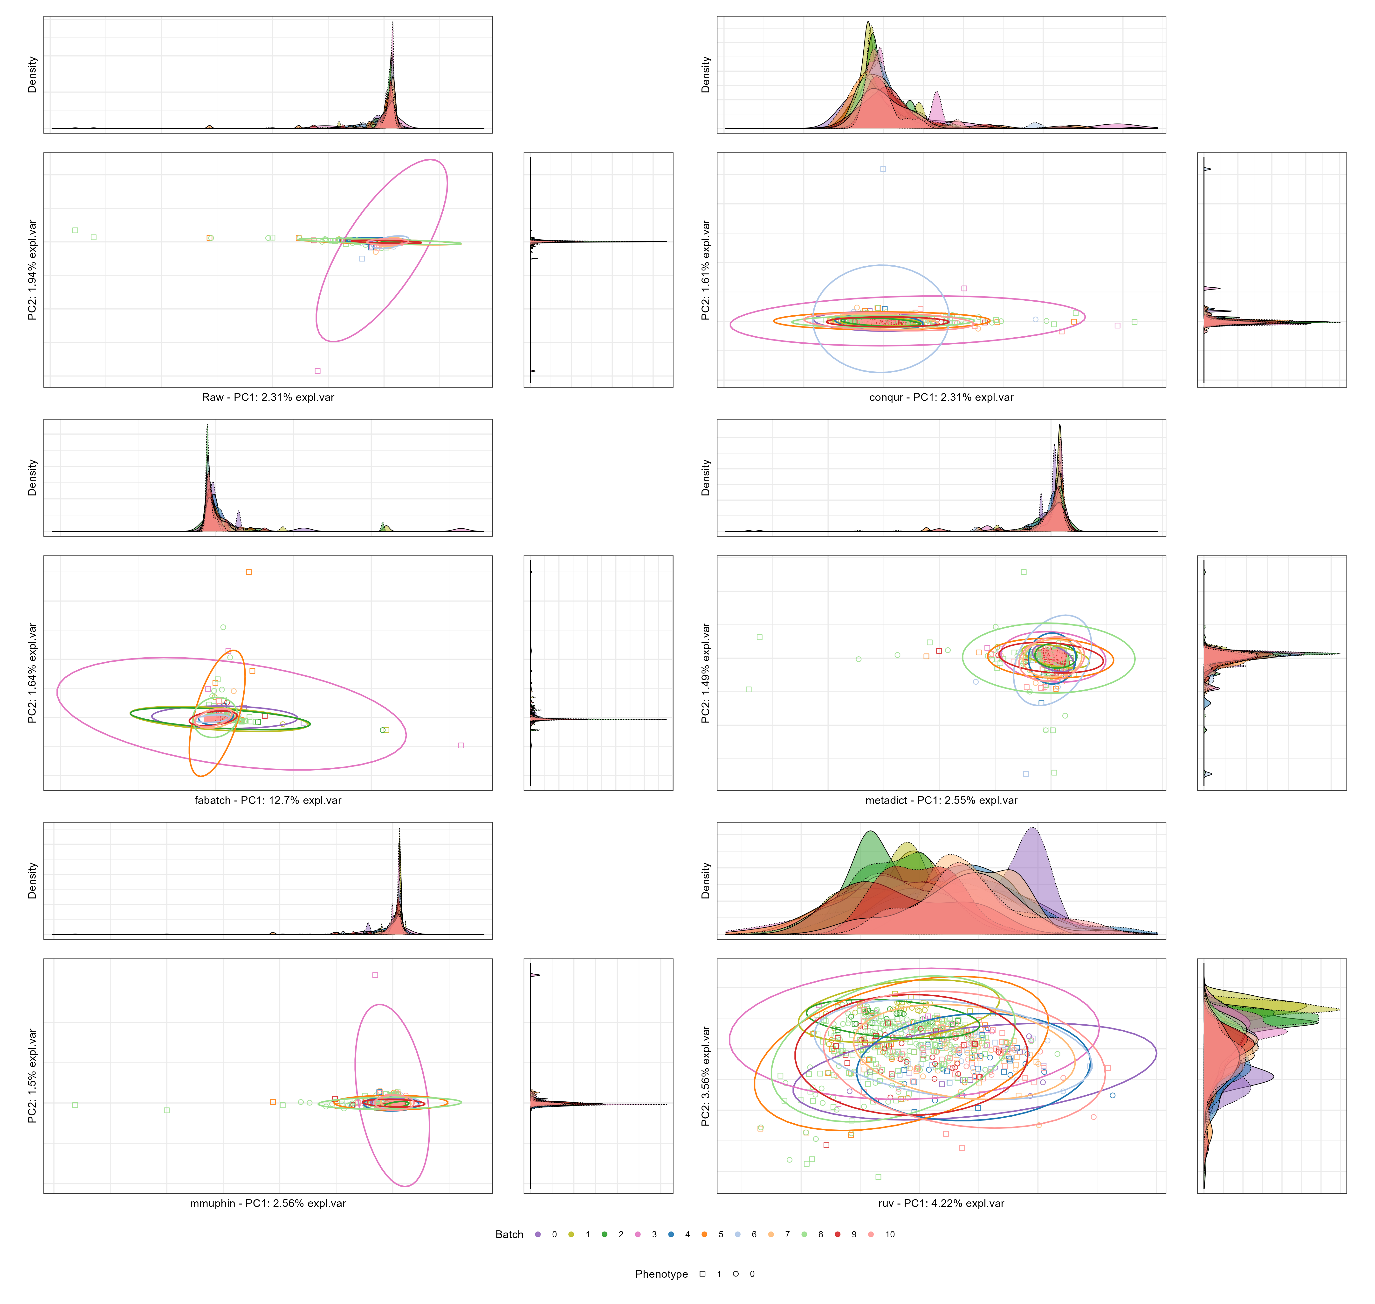 Density
Density
PC2: 1.94% expl.var
PC2: 1.61% expl.var
Raw - PC1: 2.31% expl.var
conqur - PC1: 2.31% expl.var
Density
Density
PC2: 1.64% expl.var
PC2: 1.49% expl.var
fabatch - PC1: 12.7% expl.var
metadict - PC1: 2.55% expl.var
Density
Density
PC2: 1.5% expl.var
PC2: 3.56% expl.var
mmuphin - PC1: 2.56% expl.var
ruv - PC1: 4.22% expl.var
Batch 0 1 2 3 4 5 6 7 8 9 10
Phenotype 1 0